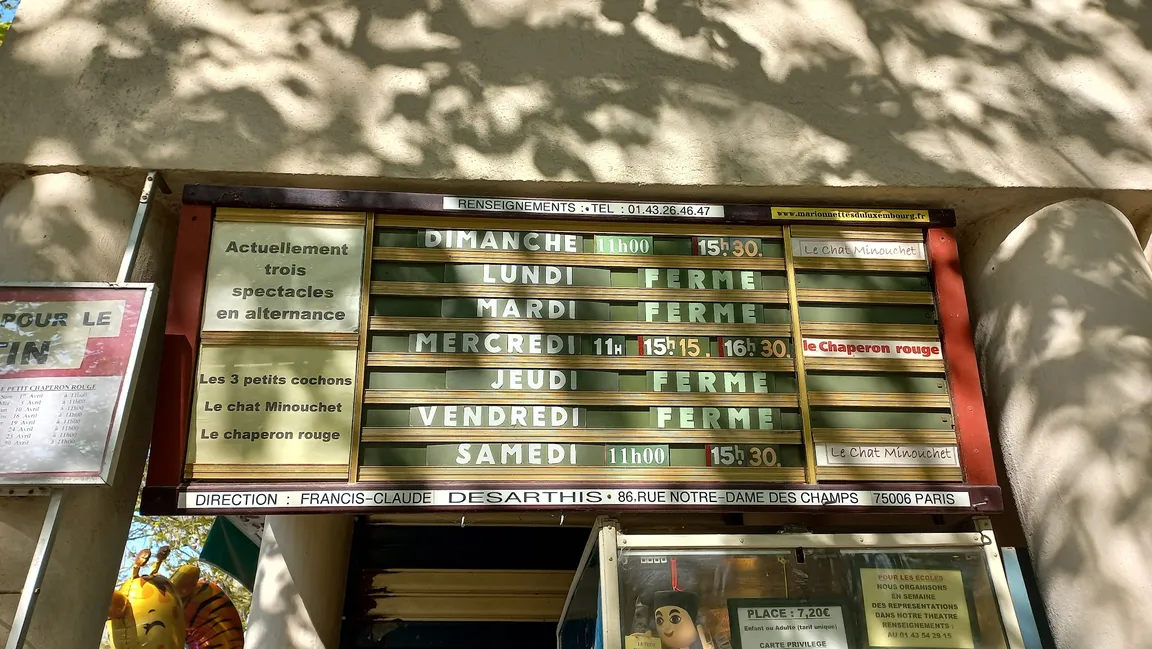 RENSEIGNEMENTS : TEL : 01.43.26.46.47
www.marionnettesduluxembourg.fr
Actuellement
trois
spectacles
en alternance
Les 3 petits cochons
Le chat Minouchet
Le chaperon rouge
DIMANCHE 11h00 15h30. Le Chat Minouchet
LUNDI FERME
MARDI FERME
MERCREDI 11H 15h15. 16h30. le Chaperon rouge
JEUDI FERME
VENDREDI FERME
SAMEDI 11h00 15h30. Le Chat Minouchet
DIRECTION : FRANCIS-CLAUDE DESARTHIS • 86.RUE NOTRE-DAME DES CHAMPS 75006 PARIS
POUR LE
TIN
PETIT CHAPERON ROUGE
PLACE : 7,20€
Enfant ou Adulte (tarif unique)
CARTE PRIVILEGE
POUR LES ECOLES
NOUS ORGANISONS
EN SEMAINE
DES REPRESENTATIONS
DANS NOTRE THEATRE
RENSEIGNEMENTS :
AU 01 43 54 29 15